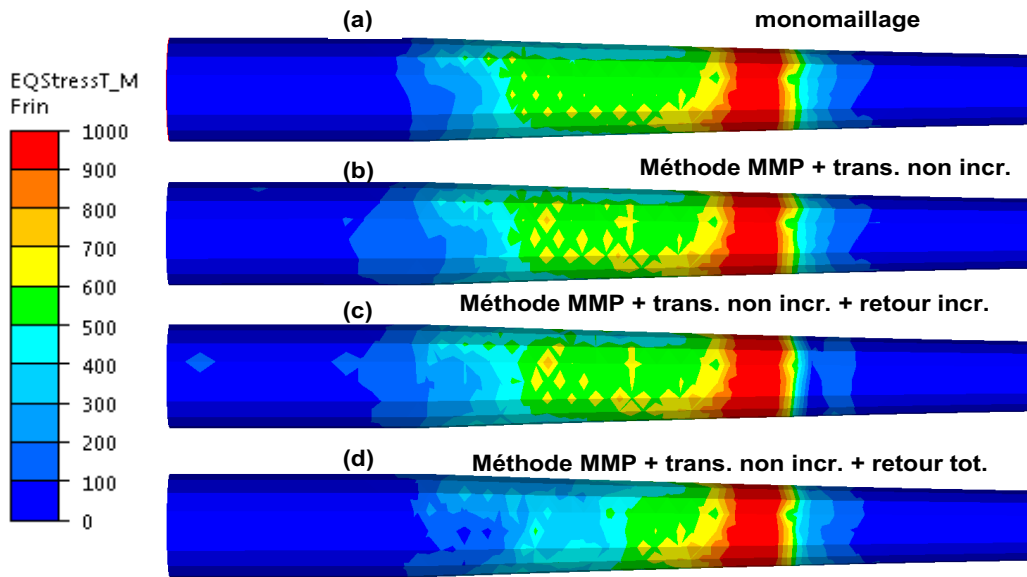 (a)
monomaillage
EQStressT_M
Frin
1000
900
800
700
600
500
400
300
200
100
0
(b)
Méthode MMP + trans. non incr.
(c)
Méthode MMP + trans. non incr. + retour incr.
(d)
Méthode MMP + trans. non incr. + retour tot.